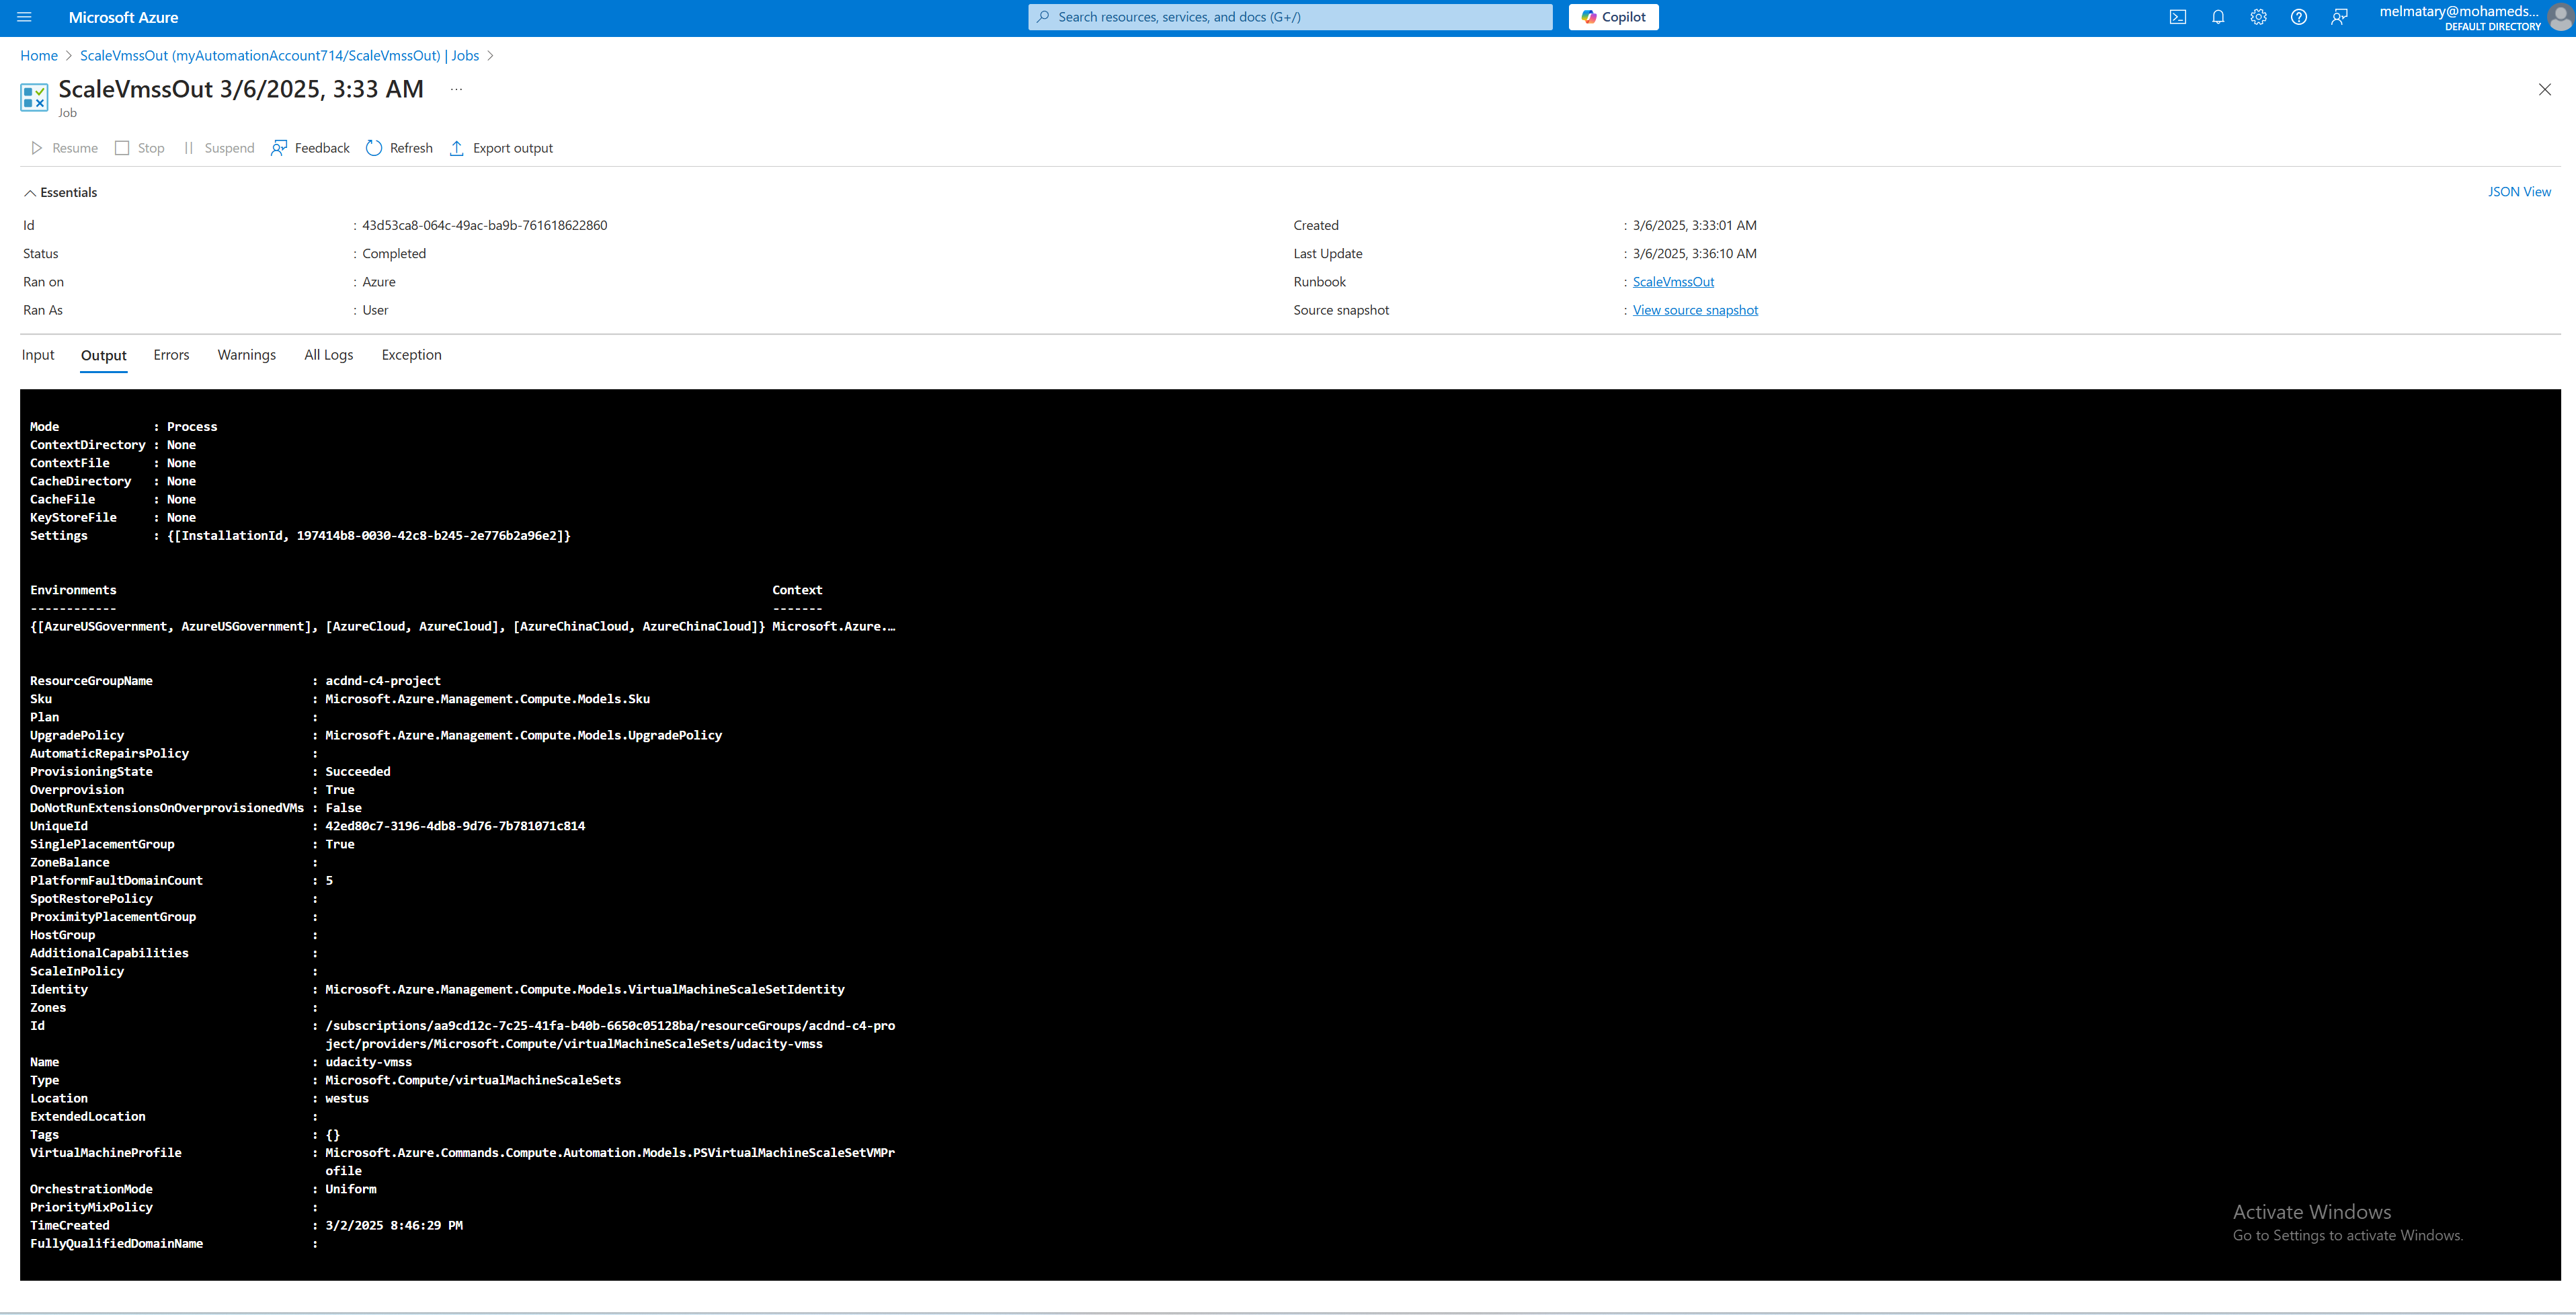 Microsoft Azure
Search resources, services, and docs (G+/)
Copilot
melmatary@mohameds...
DEFAULT DIRECTORY
Home > ScaleVmssOut (myAutomationAccount714/ScaleVmssOut) | Jobs >
ScaleVmssOut 3/6/2025, 3:33 AM ...
Job
Resume Stop Suspend Feedback Refresh Export output
Essentials
JSON View
Id : 43d53ca8-064c-49ac-ba9b-761618622860
Created : 3/6/2025, 3:33:01 AM
Status : Completed
Last Update : 3/6/2025, 3:36:10 AM
Ran on : Azure
Runbook : ScaleVmssOut
Ran As : User
Source snapshot : View source snapshot
Input Output Errors Warnings All Logs Exception
Mode : Process
ContextDirectory : None
ContextFile : None
CacheDirectory : None
CacheFile : None
KeyStoreFile : None
Settings : {[InstallationId, 197414b8-0030-42c8-b245-2e776b2a96e2]}
Environments Context
------------ -------
{[AzureUSGovernment, AzureUSGovernment], [AzureCloud, AzureCloud], [AzureChinaCloud, AzureChinaCloud]} Microsoft.Azure.…
ResourceGroupName : acdnd-c4-project
Sku : Microsoft.Azure.Management.Compute.Models.Sku
Plan :
UpgradePolicy : Microsoft.Azure.Management.Compute.Models.UpgradePolicy
AutomaticRepairsPolicy :
ProvisioningState : Succeeded
Overprovision : True
DoNotRunExtensionsOnOverprovisionedVMs : False
UniqueId : 42ed80c7-3196-4db8-9d76-7b781071c814
SinglePlacementGroup : True
ZoneBalance :
PlatformFaultDomainCount : 5
SpotRestorePolicy :
ProximityPlacementGroup :
HostGroup :
AdditionalCapabilities :
ScaleInPolicy :
Identity : Microsoft.Azure.Management.Compute.Models.VirtualMachineScaleSetIdentity
Zones :
Id : /subscriptions/aa9cd12c-7c25-41fa-b40b-6650c05128ba/resourceGroups/acdnd-c4-pro
ject/providers/Microsoft.Compute/virtualMachineScaleSets/udacity-vmss
Name : udacity-vmss
Type : Microsoft.Compute/virtualMachineScaleSets
Location : westus
ExtendedLocation :
Tags : {}
VirtualMachineProfile : Microsoft.Azure.Commands.Compute.Automation.Models.PSVirtualMachineScaleSetVMPr
ofile
OrchestrationMode : Uniform
PriorityMixPolicy :
TimeCreated : 3/2/2025 8:46:29 PM
FullyQualifiedDomainName :
Activate Windows
Go to Settings to activate Windows.